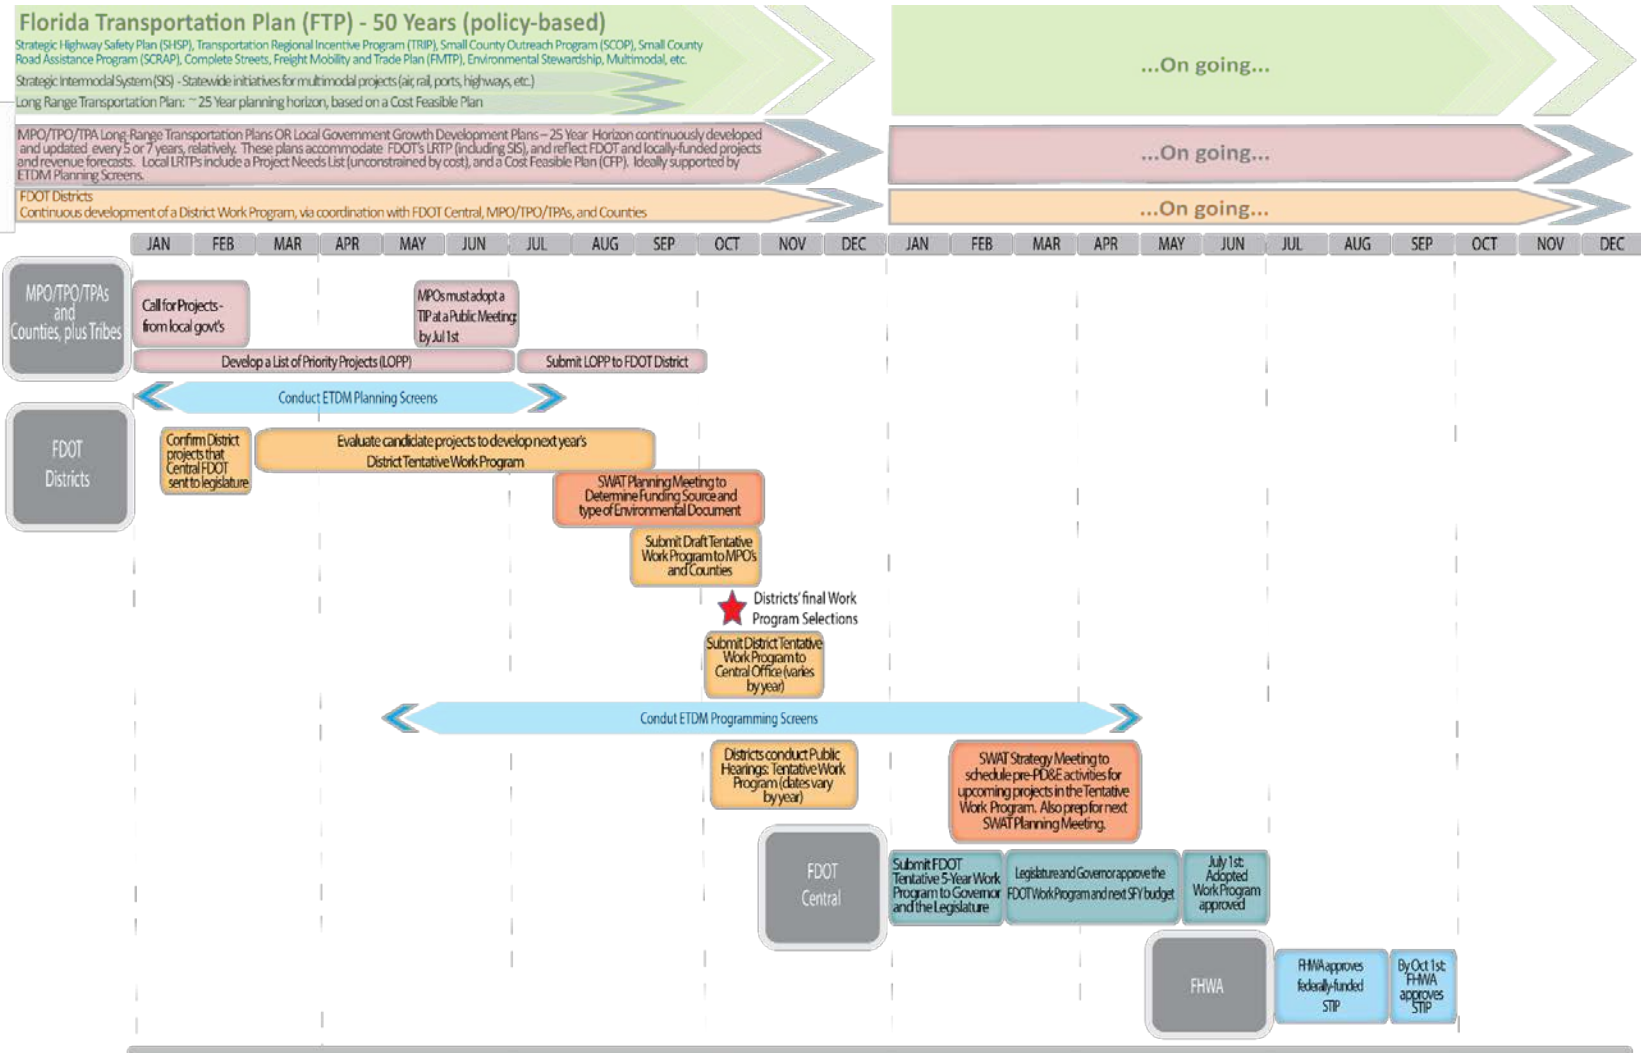 Florida Transportation Plan (FTP) - 50 Years (policy-based)
Strategic Highway Safety Plan (SHSP), Transportation Regional Incentive Program (TRIP), Small County Outreach Program (SCOP), Small County
Road Assistance Program (SCRAP), Complete Streets, Freight Mobility and Trade Plan (FMTP), Environmental Stewardship, Multimodal, etc.
Strategic Intermodal System (SIS) - Statewide initiatives for multimodal projects (air, rail, ports, highways, etc.)
Long Range Transportation Plan: ~ 25 Year planning horizon, based on a Cost Feasible Plan
...On going...
MPO/TPO/TPA Long-Range Transportation Plans OR Local Government Growth Development Plans – 25 Year Horizon continuously developed
and updated every 5 or 7 years, relatively. These plans accommodate FDOT's LRTP (including SIS), and reflect FDOT and locally-funded projects
and revenue forecasts. Local LRTPs include a Project Needs List (unconstrained by cost), and a Cost Feasible Plan (CFP). Ideally supported by
ETDM Planning Screens.
...On going...
FDOT Districts
Continuous development of a District Work Program, via coordination with FDOT Central, MPO/TPO/TPAs, and Counties
...On going...
JAN FEB MAR APR MAY JUN JUL AUG SEP OCT NOV DEC JAN FEB MAR APR MAY JUN JUL AUG SEP OCT NOV DEC
MPO/TPO/TPAs
and
Counties, plus Tribes
Call for Projects -
from local govt's
MPOs must adopt a
TIP at a Public Meeting:
by Jul 1st
Develop a List of Priority Projects (LOPP)
Submit LOPP to FDOT District
Conduct ETDM Planning Screens
FDOT
Districts
Confirm District
projects that
Central FDOT
sent to legislature
Evaluate candidate projects to develop next year's
District Tentative Work Program
SWAT Planning Meeting to
Determine Funding Source and
type of Environmental Document
Submit Draft Tentative
Work Program to MPO's
and Counties
Districts' final Work
Program Selections
Submit District Tentative
Work Program to
Central Office (varies
by year)
Condut ETDM Programming Screens
Districts conduct Public
Hearings: Tentative Work
Program (dates vary
by year)
SWAT Strategy Meeting to
schedule pre-PD&E activities for
upcoming projects in the Tentative
Work Program. Also prep for next
SWAT Planning Meeting.
FDOT
Central
Submit FDOT
Tentative 5-Year Work
Program to Governor
and the Legislature
Legislature and Governor approve the
FDOT Work Program and next SFY budget
July 1st:
Adopted
Work Program
approved
FHWA
FHWA approves
federally-funded
STIP
By Oct 1st:
FHWA
approves
STIP